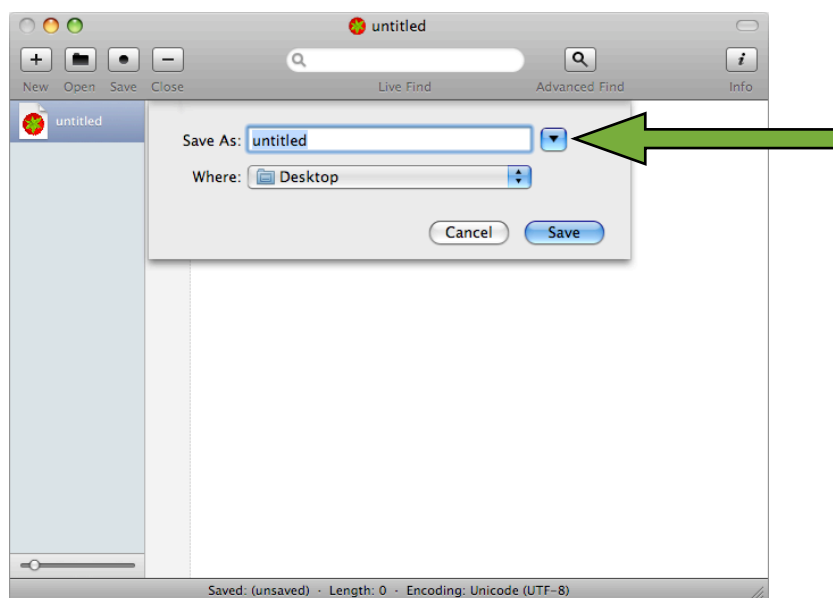 untitled
New Open Save Close Live Find Advanced Find Info
untitled
Save As: untitled
Where: Desktop
Cancel Save
Saved: (unsaved) · Length: 0 · Encoding: Unicode (UTF-8)